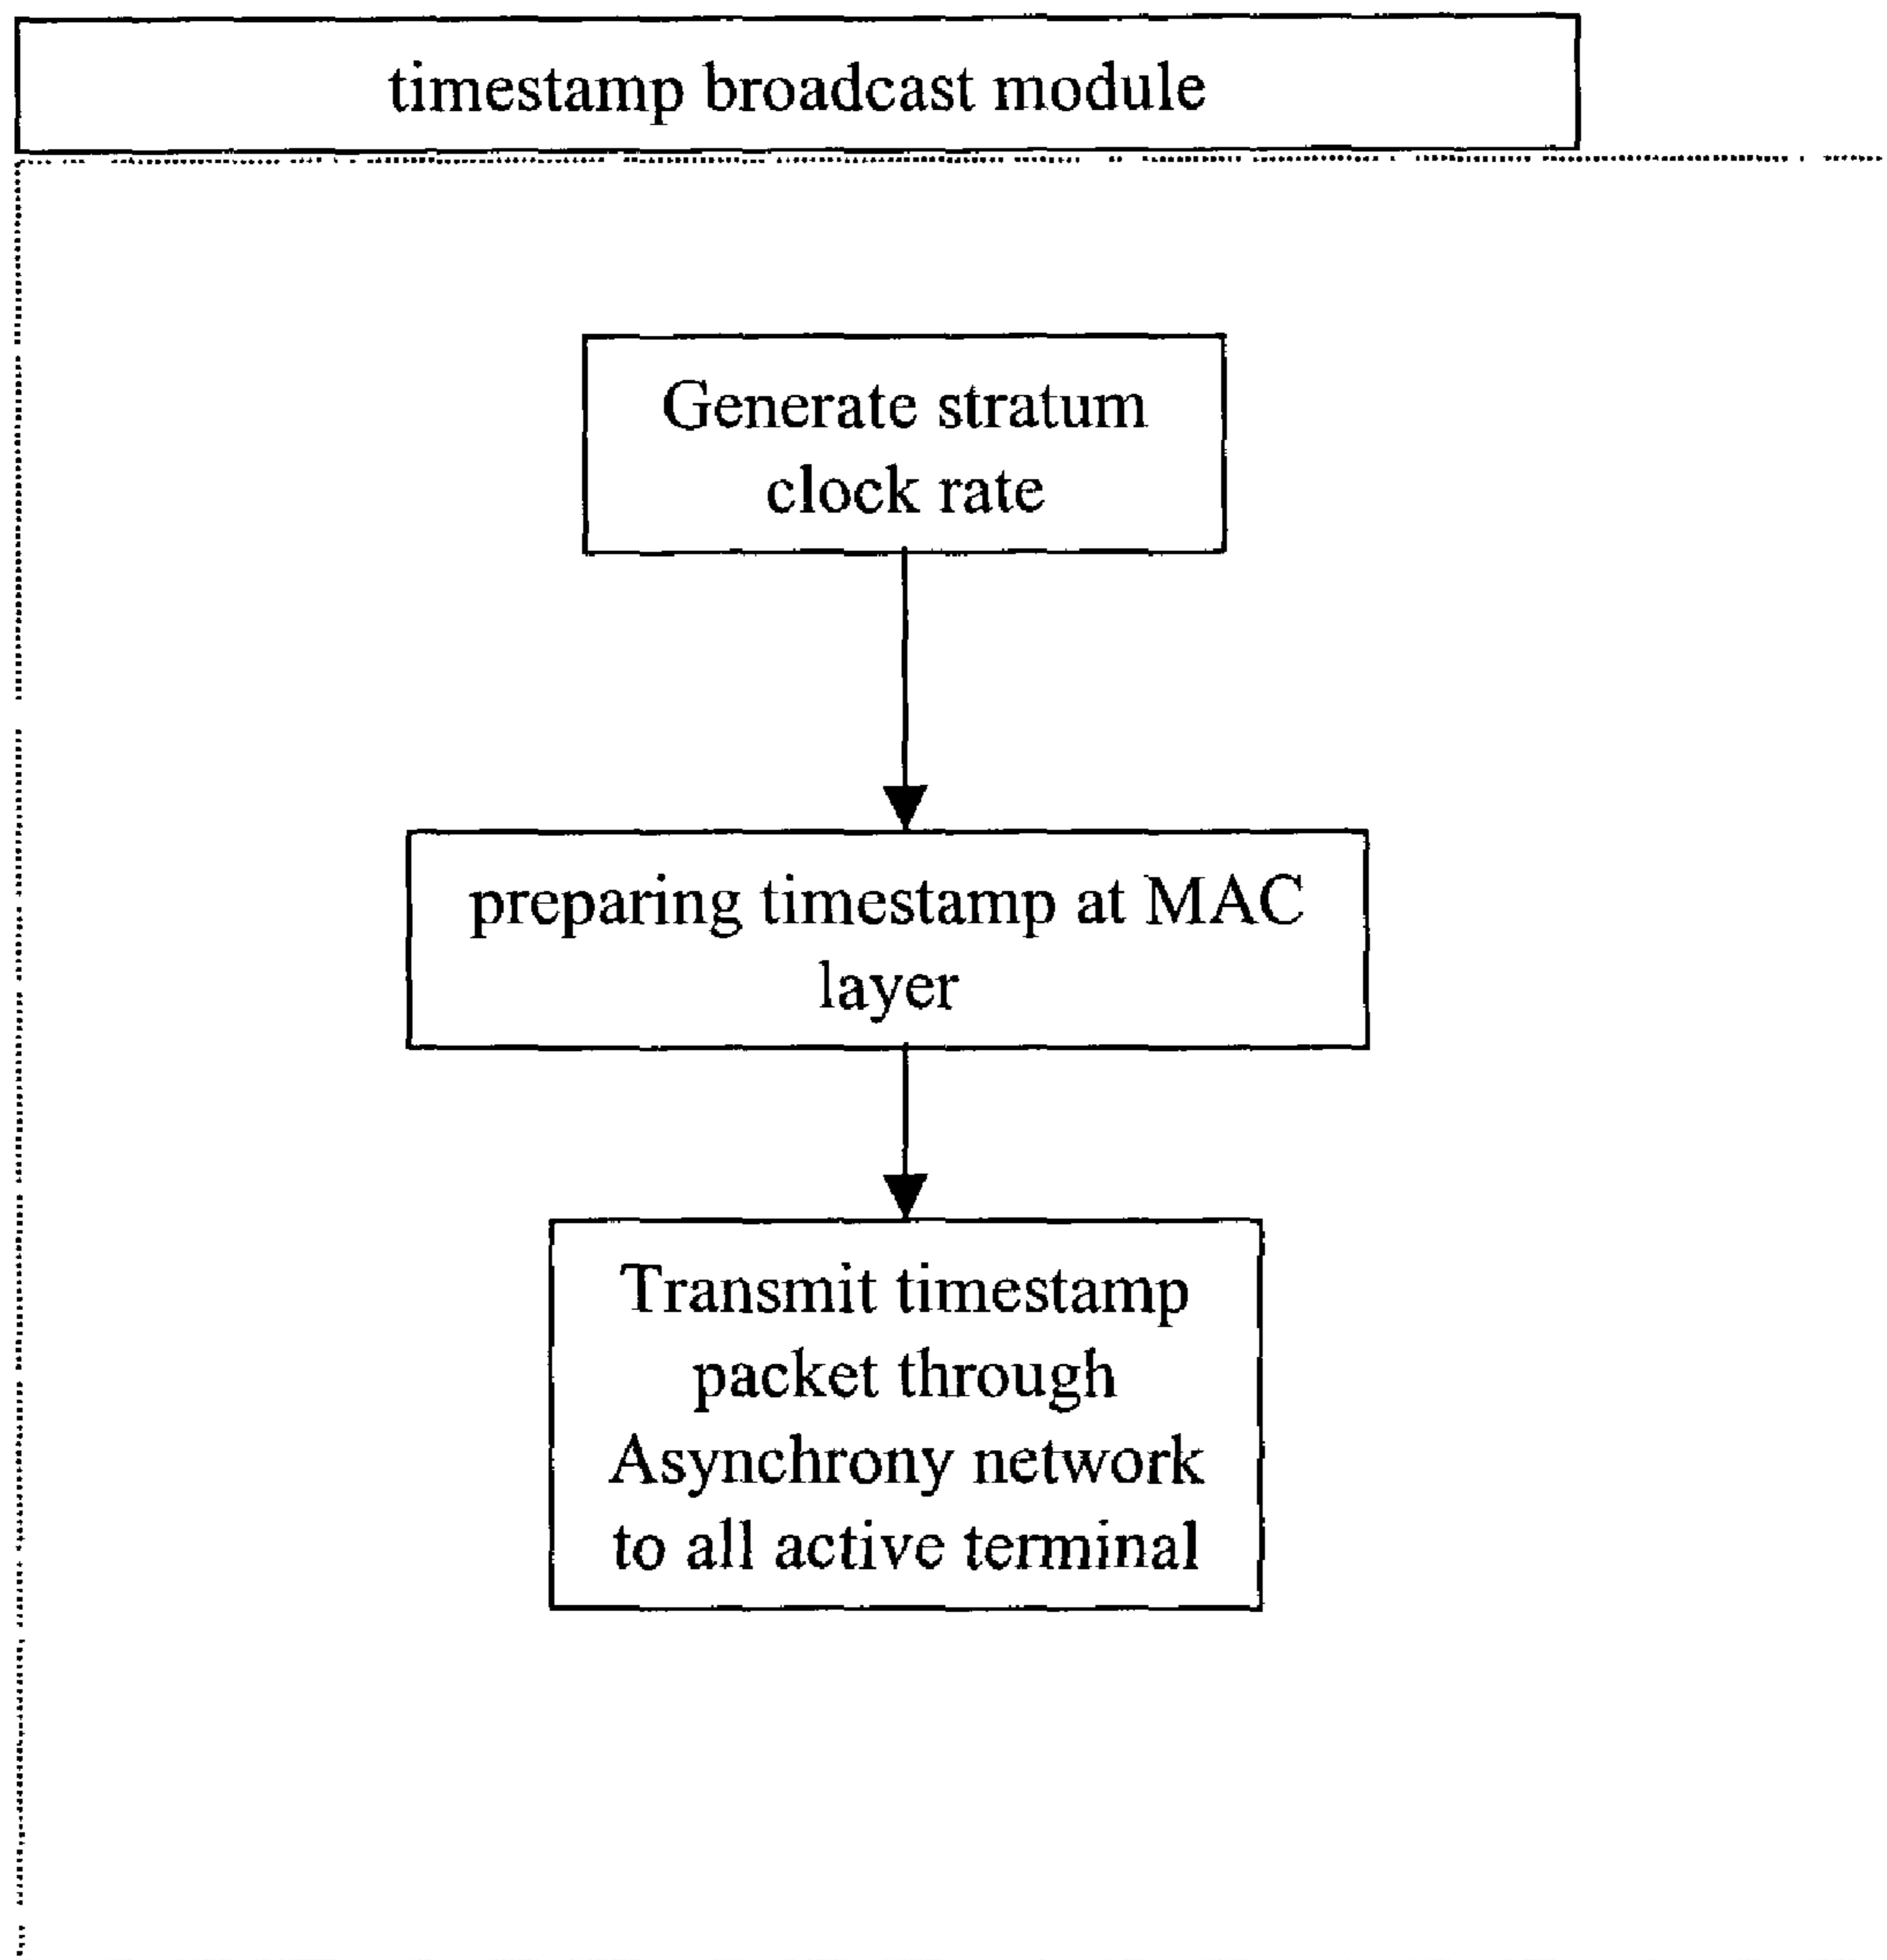 timestamp broadcast module
Generate stratum
clock rate
preparing timestamp at MAC
layer
Transmit timestamp
packet through
Asynchrony network
to all active terminal